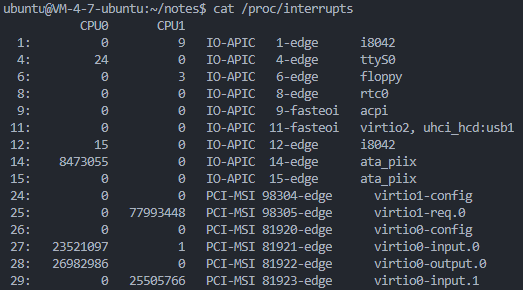 ubuntu@VM-4-7-ubuntu:~/notes$ cat /proc/interrupts
CPU0 CPU1
1: 0 9 IO-APIC 1-edge i8042
4: 24 0 IO-APIC 4-edge ttyS0
6: 0 3 IO-APIC 6-edge floppy
8: 0 0 IO-APIC 8-edge rtc0
9: 0 0 IO-APIC 9-fasteoi acpi
11: 0 0 IO-APIC 11-fasteoi virtio2, uhci_hcd:usb1
12: 15 0 IO-APIC 12-edge i8042
14: 8473055 0 IO-APIC 14-edge ata_piix
15: 0 0 IO-APIC 15-edge ata_piix
24: 0 0 PCI-MSI 98304-edge virtio1-config
25: 0 77993448 PCI-MSI 98305-edge virtio1-req.0
26: 0 0 PCI-MSI 81920-edge virtio0-config
27: 23521097 1 PCI-MSI 81921-edge virtio0-input.0
28: 26982986 0 PCI-MSI 81922-edge virtio0-output.0
29: 0 25505766 PCI-MSI 81923-edge virtio0-input.1